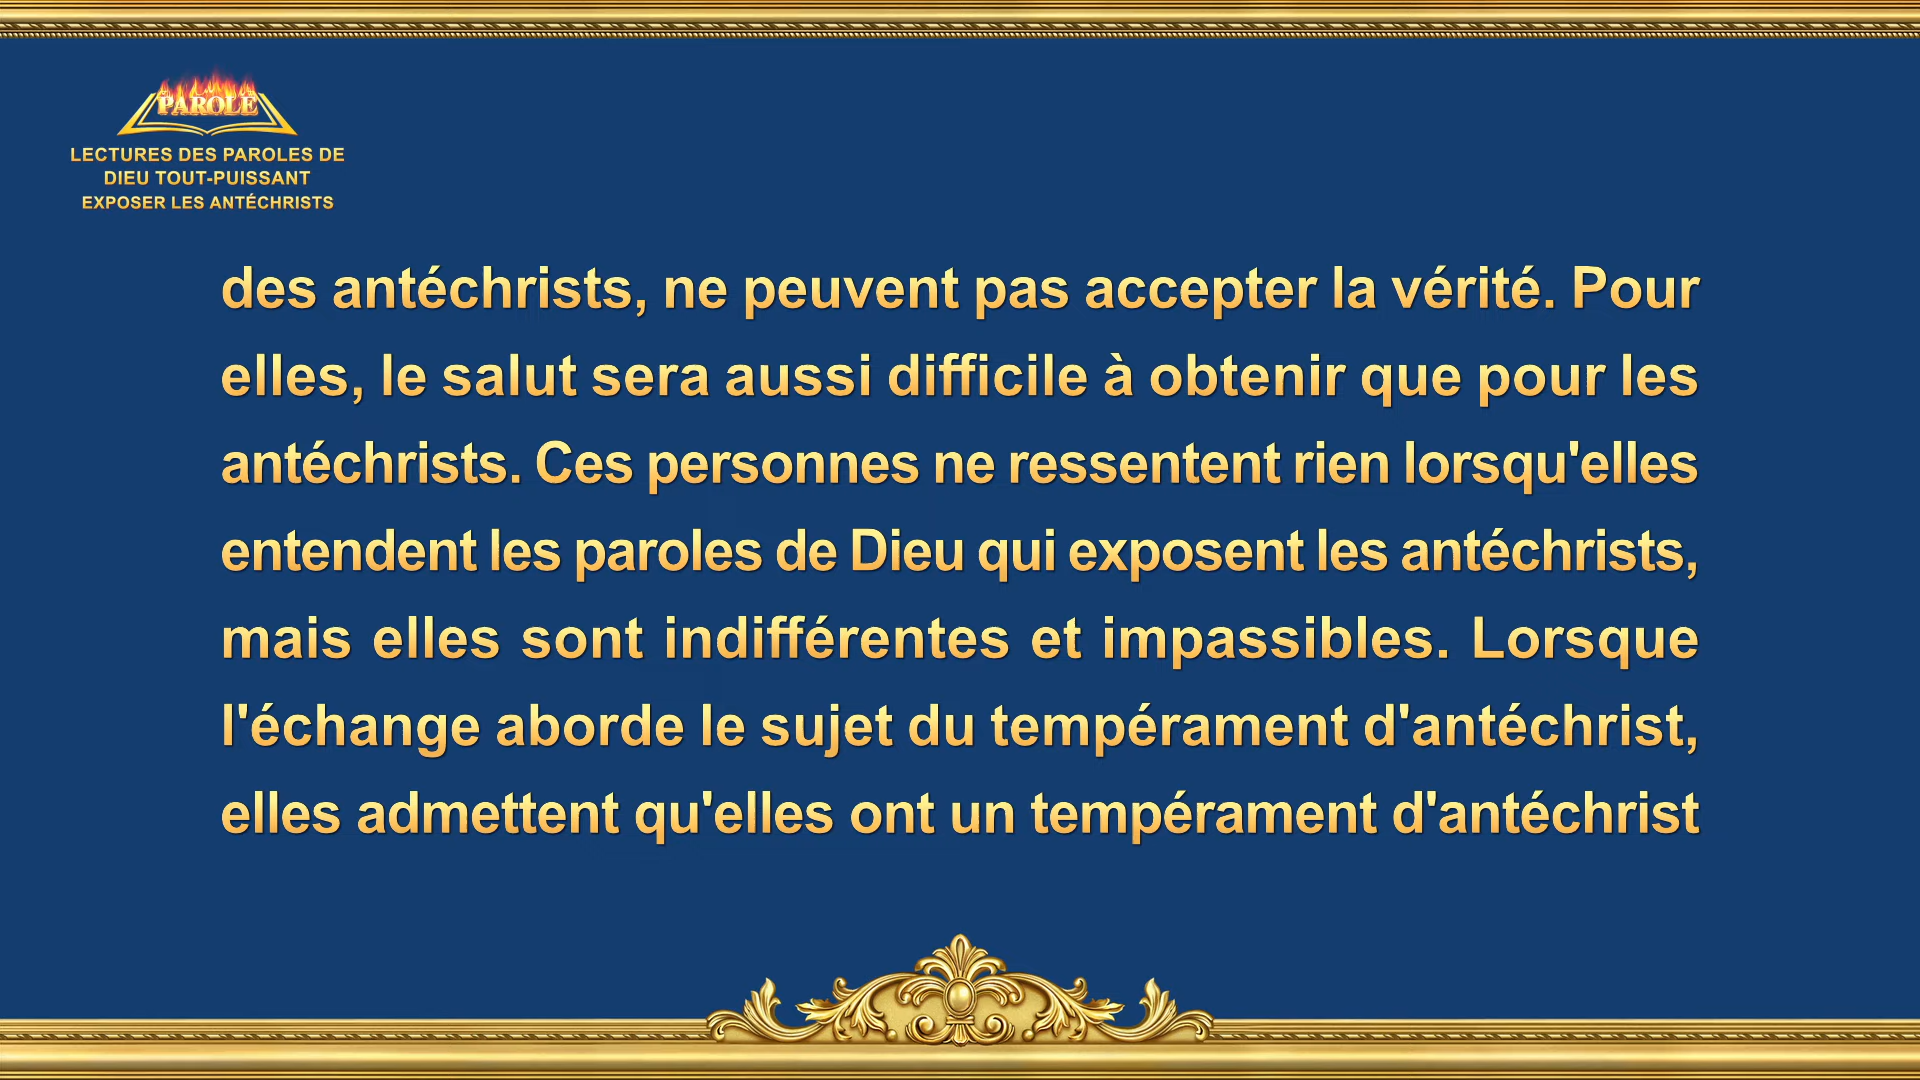 PAROLE
LECTURES DES PAROLES DE
DIEU TOUT-PUISSANT
EXPOSER LES ANTÉCHRISTS
des antéchrists, ne peuvent pas accepter la vérité. Pour
elles, le salut sera aussi difficile à obtenir que pour les
antéchrists. Ces personnes ne ressentent rien lorsqu'elles
entendent les paroles de Dieu qui exposent les antéchrists,
mais elles sont indifférentes et impassibles. Lorsque
l'échange aborde le sujet du tempérament d'antéchrist,
elles admettent qu'elles ont un tempérament d'antéchrist